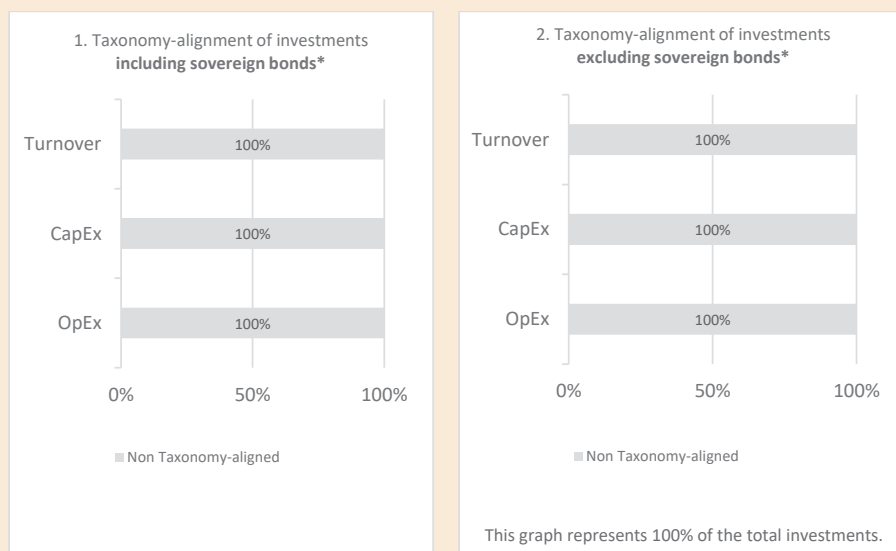 1. Taxonomy-alignment of investments
including sovereign bonds*
Turnover
100%
CapEx
100%
OpEx
100%
0%
50%
100%
Non Taxonomy-aligned
2. Taxonomy-alignment of investments
excluding sovereign bonds*
Turnover
100%
CapEx
100%
OpEx
100%
0%
50%
100%
Non Taxonomy-aligned
This graph represents 100% of the total investments.